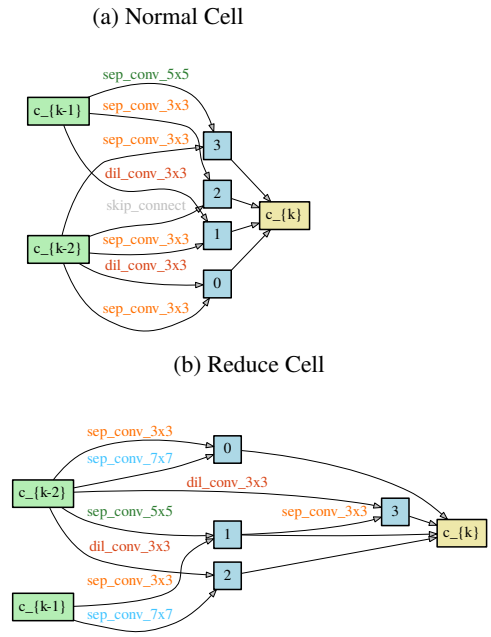 (a) Normal Cell
sep_conv_5x5
c_{k-1}
sep_conv_3x3
sep_conv_3x3
3
dil_conv_3x3
2
skip_connect
c_{k}
1
c_{k-2}
sep_conv_3x3
dil_conv_3x3
0
sep_conv_3x3
(b) Reduce Cell
sep_conv_3x3
0
sep_conv_7x7
dil_conv_3x3
c_{k-2}
sep_conv_5x5
sep_conv_3x3
3
1
c_{k}
dil_conv_3x3
2
sep_conv_3x3
c_{k-1}
sep_conv_7x7